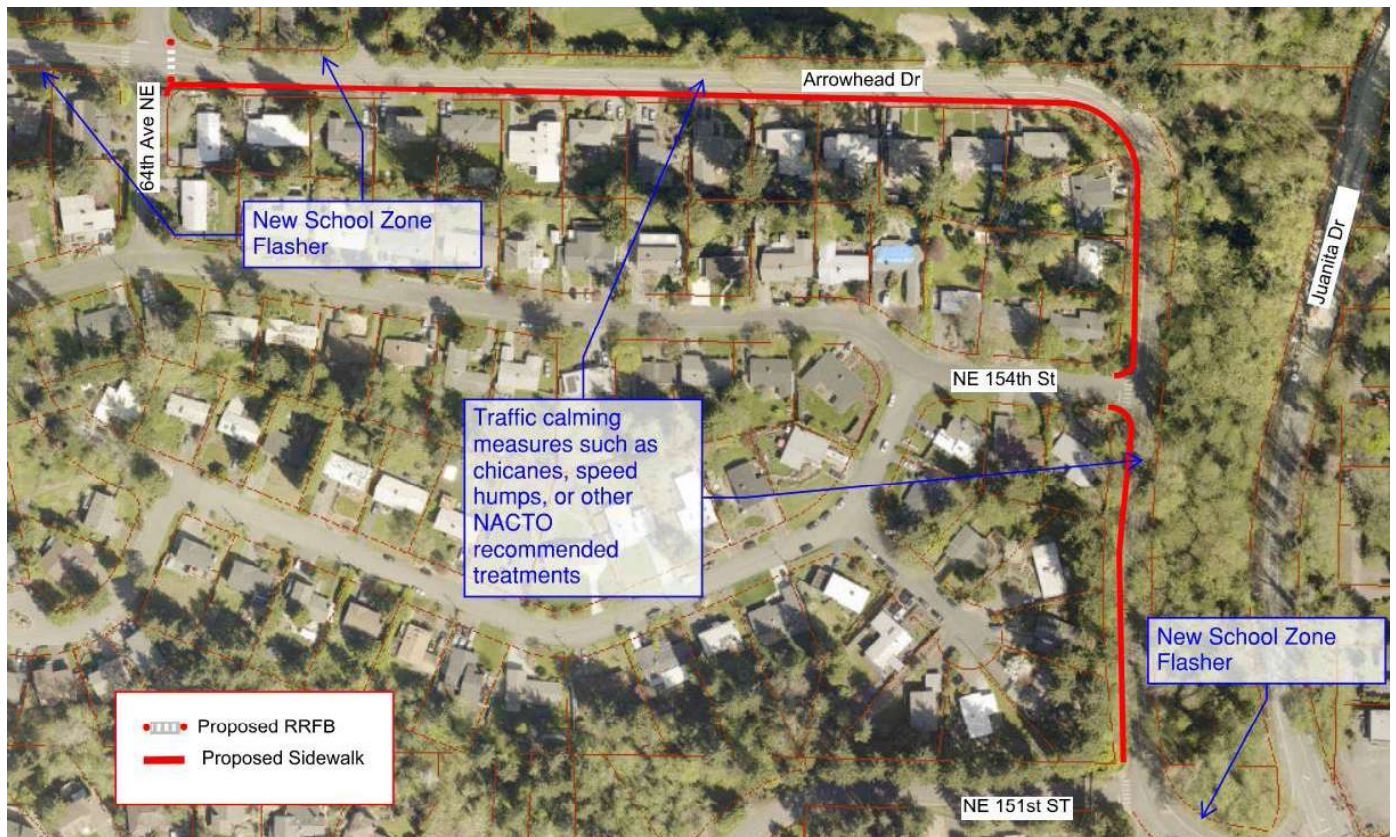 Arrowhead Dr
64th Ave NE
New School Zone
Flasher
Juanita Dr
NE 154th St
Traffic calming
measures such as
chicanes, speed
humps, or other
NACTO
recommended
treatments
New School Zone
Flasher
Proposed RRFB
Proposed Sidewalk
NE 151st ST